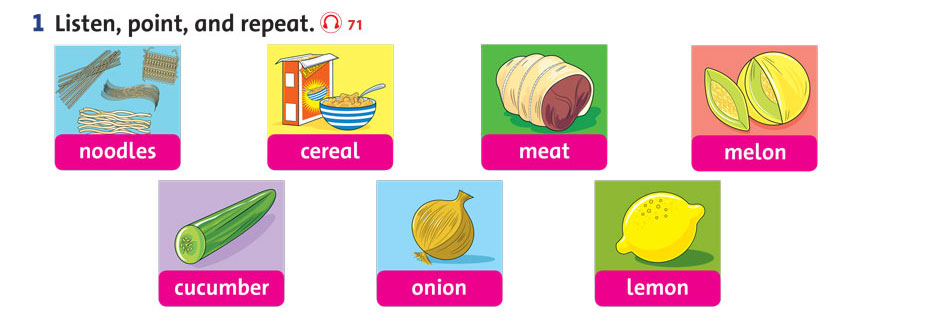 1 Listen, point, and repeat. 71
noodles cereal meat melon
cucumber onion lemon